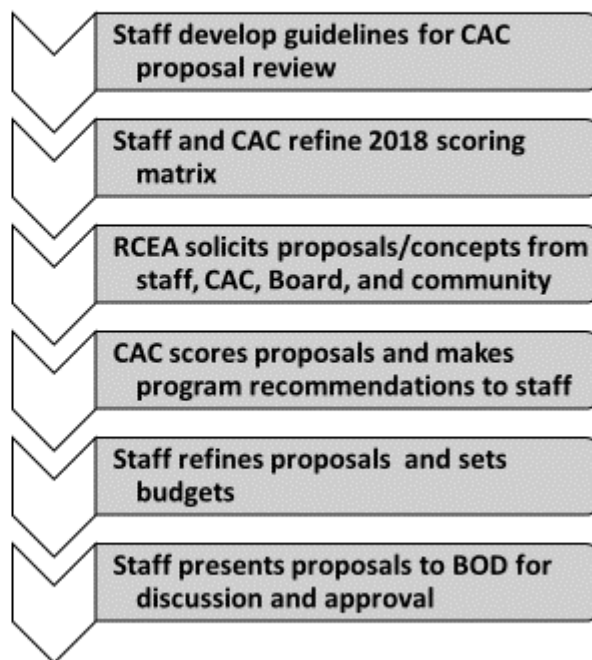 Staff develop guidelines for CAC
proposal review
Staff and CAC refine 2018 scoring
matrix
RCEA solicits proposals/concepts from
staff, CAC, Board, and community
CAC scores proposals and makes
program recommendations to staff
Staff refines proposals and sets
budgets
Staff presents proposals to BOD for
discussion and approval